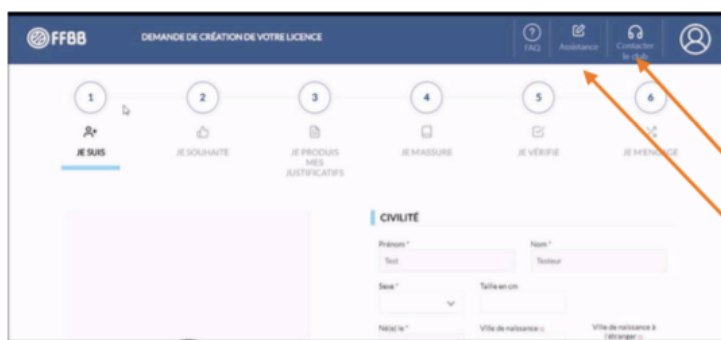 FFBB
DEMANDE DE CRÉATION DE VOTRE LICENCE
FAQ
Assistance
Contacter
le club
1
2
3
4
5
6
JE SUIS
JE SOUHAITE
JE PRODUIS
MES
JUSTIFICATIFS
JE M'ASSURE
JE VÉRIFIE
JE M'ENGAGE
CIVILITÉ
Prénom *
Nom *
Test
Testeur
Sexe *
Taille en cm
Né(e) le *
Ville de naissance
Ville de naissance à
l'étranger